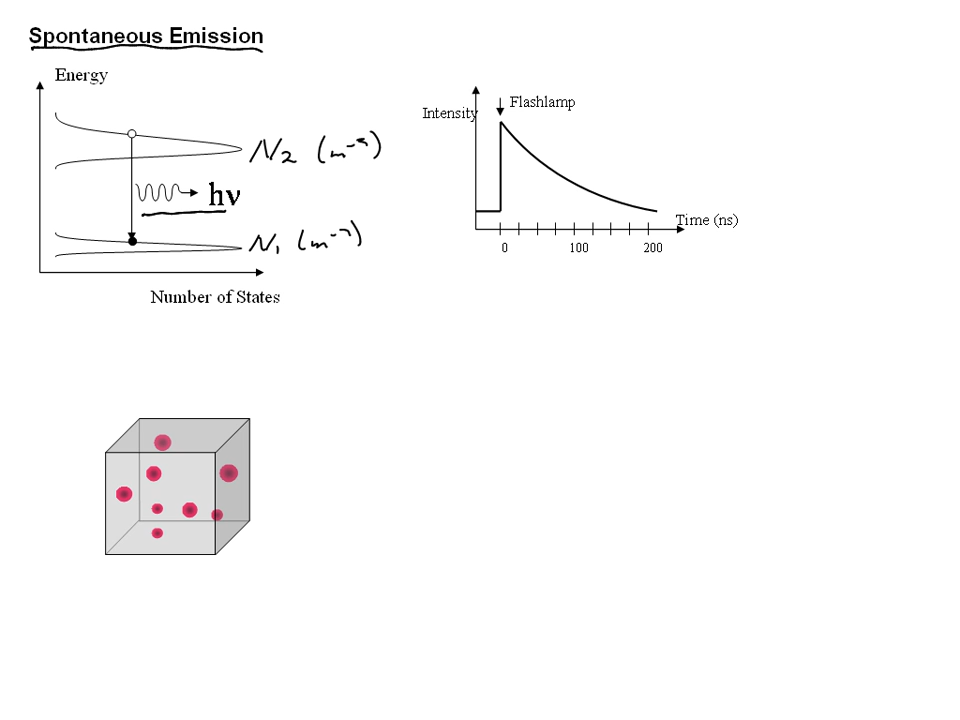 Spontaneous Emission
Energy
N₂ (m⁻³)
hν
N₁ (m⁻³)
Number of States
Intensity
Flashlamp
Time (ns)
0 100 200